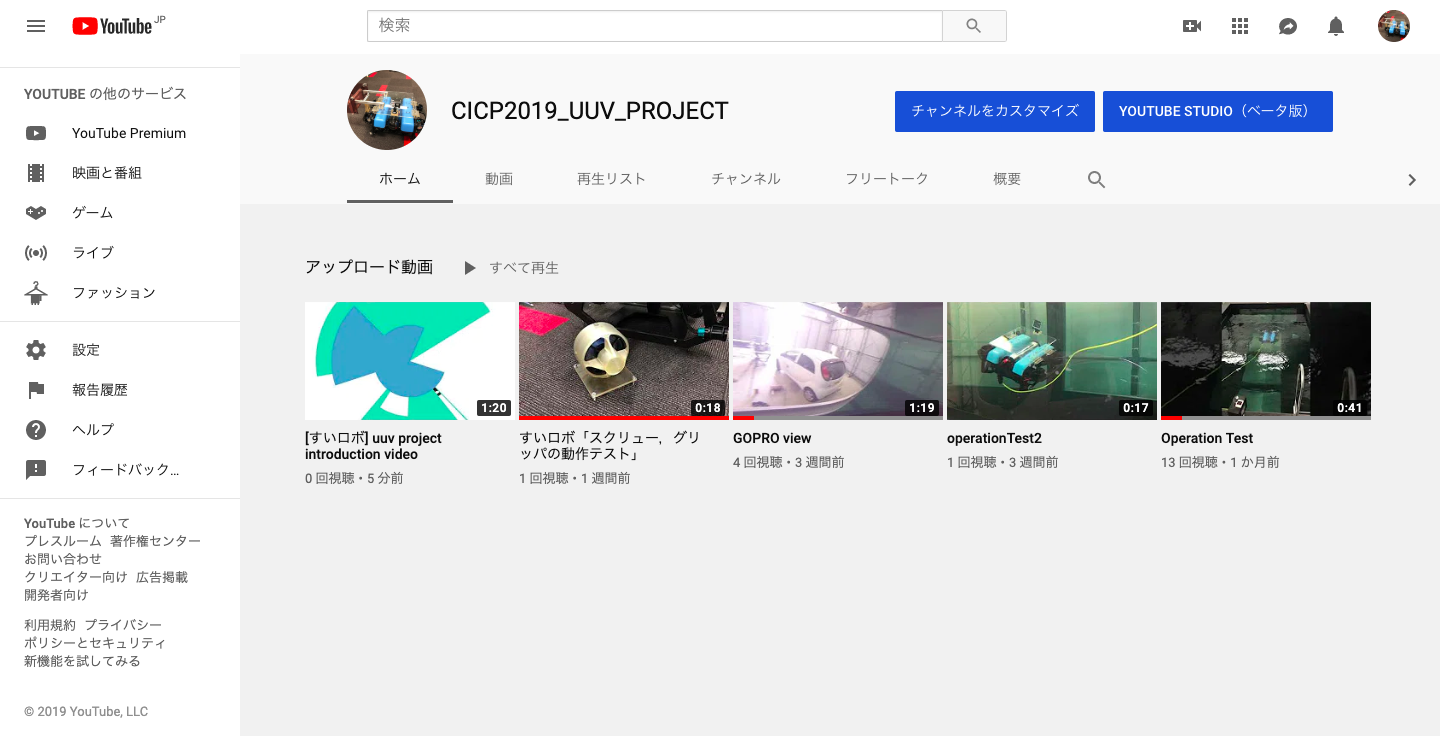 YouTube JP
検索
YOUTUBE の他のサービス
YouTube Premium
映画と番組
ゲーム
ライブ
ファッション
設定
報告履歴
ヘルプ
フィードバック...
YouTube について
プレスルーム 著作権センター
お問い合わせ
クリエイター向け 広告掲載
開発者向け
利用規約 プライバシー
ポリシーとセキュリティ
新機能を試してみる
© 2019 YouTube, LLC
CICP2019_UUV_PROJECT
チャンネルをカスタマイズ
YOUTUBE STUDIO（ベータ版）
ホーム 動画 再生リスト チャンネル フリートーク 概要
アップロード動画 すべて再生
1:20
[すいロボ] uuv project
introduction video
0 回視聴・5 分前
0:18
すいロボ「スクリュー，グリ
ッパの動作テスト」
1 回視聴・1 週間前
1:19
GOPRO view
4 回視聴・3 週間前
0:17
operationTest2
1 回視聴・3 週間前
0:41
Operation Test
13 回視聴・1 か月前